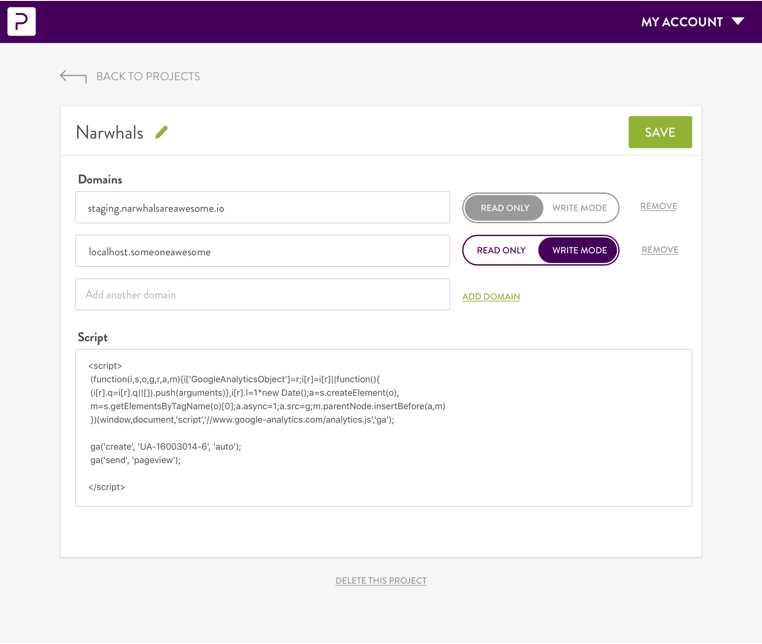 P
MY ACCOUNT
BACK TO PROJECTS
Narwhals
SAVE
Domains
staging.narwhalsareawesome.io
READ ONLY WRITE MODE
REMOVE
localhost.someoneawesome
READ ONLY WRITE MODE
REMOVE
Add another domain
ADD DOMAIN
Script
<script>
(function(i,s,o,g,r,a,m){i['GoogleAnalyticsObject']=r;i[r]=i[r]||function(){
(i[r].q=i[r].q||[]).push(arguments)},i[r].l=1*new Date();a=s.createElement(o),
m=s.getElementsByTagName(o)[0];a.async=1;a.src=g;m.parentNode.insertBefore(a,m)
})(window,document,'script','//www.google-analytics.com/analytics.js','ga');
ga('create', 'UA-16003014-6', 'auto');
ga('send', 'pageview');
</script>
DELETE THIS PROJECT